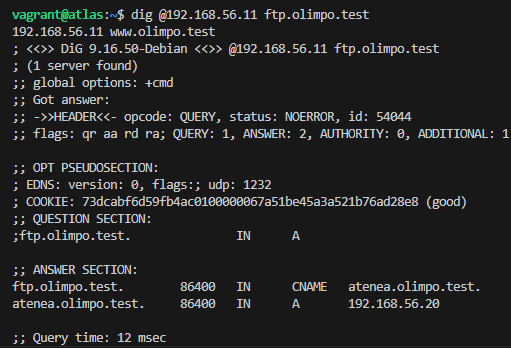 vagrant@atlas:~$ dig @192.168.56.11 ftp.olimpo.test
192.168.56.11 www.olimpo.test
; <<>> DiG 9.16.50-Debian <<>> @192.168.56.11 ftp.olimpo.test
; (1 server found)
;; global options: +cmd
;; Got answer:
;; ->>HEADER<<- opcode: QUERY, status: NOERROR, id: 54044
;; flags: qr aa rd ra; QUERY: 1, ANSWER: 2, AUTHORITY: 0, ADDITIONAL: 1
;; OPT PSEUDOSECTION:
; EDNS: version: 0, flags:; udp: 1232
; COOKIE: 73dcabf6d59fb4ac0100000067a51be45a3a521b76ad28e8 (good)
;; QUESTION SECTION:
;ftp.olimpo.test. IN A
;; ANSWER SECTION:
ftp.olimpo.test. 86400 IN CNAME atenea.olimpo.test.
atenea.olimpo.test. 86400 IN A 192.168.56.20
;; Query time: 12 msec